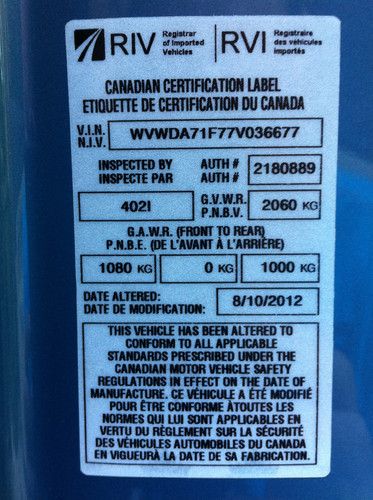 RIV Registrar of Imported Vehicles RVI Registraire des véhicules importés
CANADIAN CERTIFICATION LABEL
ETIQUETTE DE CERTIFICATION DU CANADA
V.I.N. N.I.V. WVWDA71F77V036677
INSPECTED BY AUTH # 2180889
INSPECTE PAR AUTH #
402I G.V.W.R. 2060 KG
P.N.B.V.
G.A.W.R. (FRONT TO REAR)
P.N.B.E. (DE L'AVANT À L'ARRIÈRE)
1080 KG 0 KG 1000 KG
DATE ALTERED: 8/10/2012
DATE DE MODIFICATION:
THIS VEHICLE HAS BEEN ALTERED TO
CONFORM TO ALL APPLICABLE
STANDARDS PRESCRIBED UNDER THE
CANADIAN MOTOR VEHICLE SAFETY
REGULATIONS IN EFFECT ON THE DATE OF
MANUFACTURE. CE VÉHICULE A ÉTÉ MODIFIÉ
POUR ÊTRE CONFORME ÀTOUTES LES
NORMES QUI LUI SONT APPLICABLES EN
VERTU DU RÈGLEMENT SUR LA SÉCURITÉ
DES VÉHICULES AUTOMOBILES DU CANADA
EN VIGUEURÀ LA DATE DE SA FABRICATION.